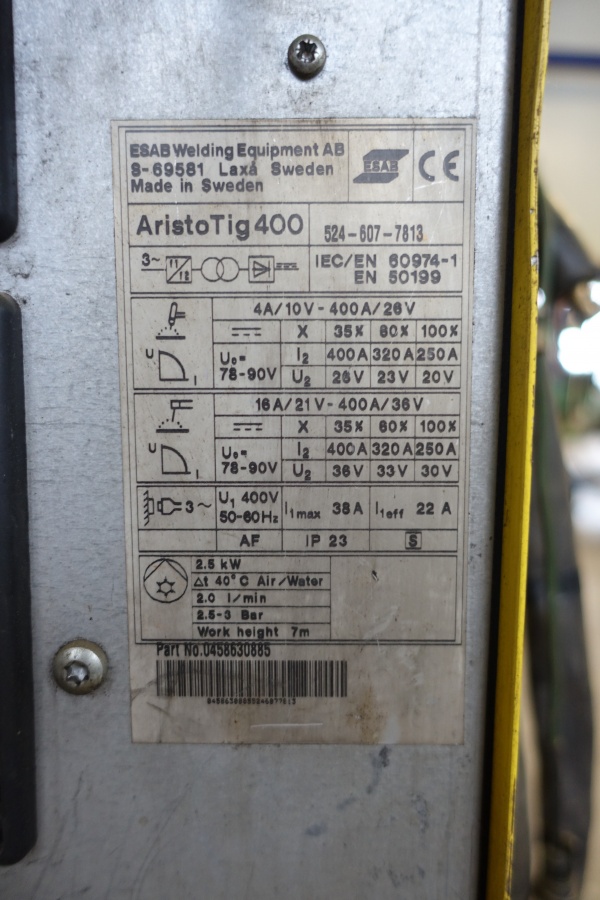 ESAB Welding Equipment AB
S-69581 Laxå Sweden
Made in Sweden
ESAB
CE
AristoTig 400
524-607-7813
3~
f1/f2
IEC/EN 60974-1
EN 50199
4A/10V - 400A/26V
X 35% 60% 100%
U₀=
78-90V
I₂ 400A 320A 250A
U₂ 26V 23V 20V
U
I
16A/21V - 400A/36V
X 35% 60% 100%
U₀=
78-90V
I₂ 400A 320A 250A
U₂ 36V 33V 30V
U
I
3~
U₁ 400V
50-60Hz
I₁max 38A
I₁eff 22 A
AF IP 23 S
2.5 kW
Δt 40°C Air/Water
2.0 l/min
2.5-3 Bar
Work height 7m
Part No.0458630885